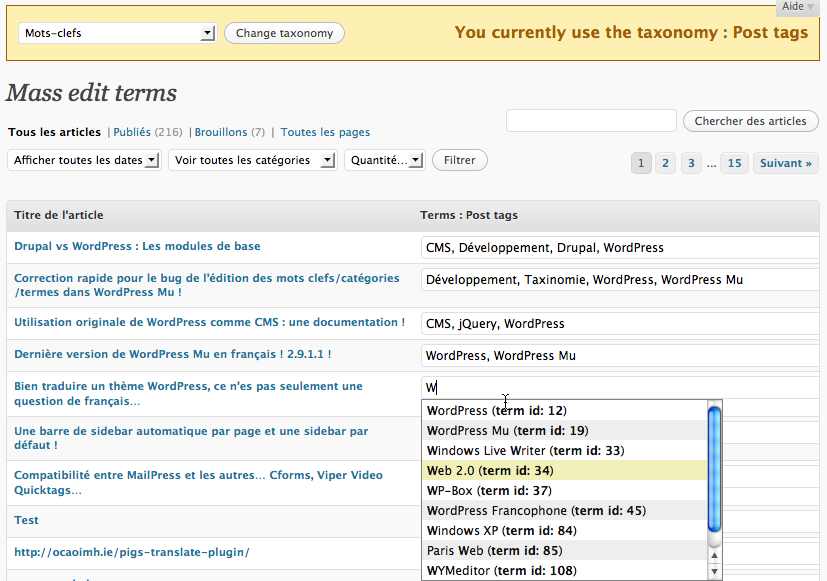 Aide
Mots-clefs
Change taxonomy
You currently use the taxonomy : Post tags
Mass edit terms
Tous les articles | Publiés (216) | Brouillons (7) | Toutes les pages
Chercher des articles
Afficher toutes les dates
Voir toutes les catégories
Quantité...
Filtrer
1 2 3 ... 15 Suivant »
Titre de l'article
Terms : Post tags
Drupal vs WordPress : Les modules de base
CMS, Développement, Drupal, WordPress
Correction rapide pour le bug de l'édition des mots clefs/catégories
/termes dans WordPress Mu !
Développement, Taxinomie, WordPress, WordPress Mu
Utilisation originale de WordPress comme CMS : une documentation !
CMS, jQuery, WordPress
Dernière version de WordPress Mu en français ! 2.9.1.1 !
WordPress, WordPress Mu
Bien traduire un thème WordPress, ce n'es pas seulement une
question de français...
W
Une barre de sidebar automatique par page et une sidebar par
défaut !
Compatibilité entre MailPress et les autres... Cforms, Viper Video
Quicktags...
Test
http://ocaoimh.ie/pigs-translate-plugin/
WordPress (term id: 12)
WordPress Mu (term id: 19)
Windows Live Writer (term id: 33)
Web 2.0 (term id: 34)
WP-Box (term id: 37)
WordPress Francophone (term id: 45)
Windows XP (term id: 84)
Paris Web (term id: 85)
WYMeditor (term id: 108)